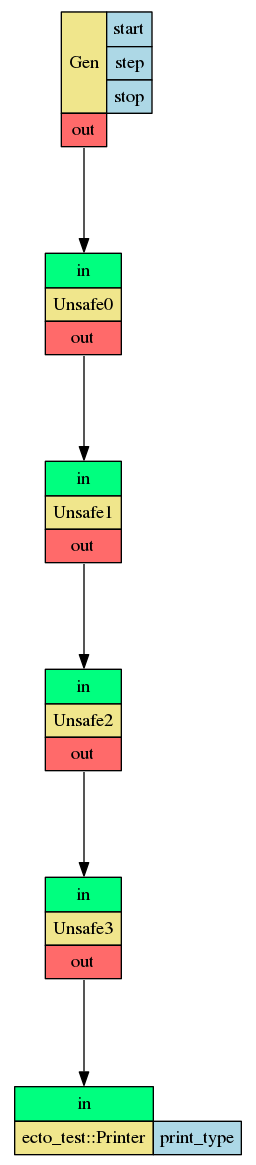 start
Gen
step
stop
out
in
Unsafe0
out
in
Unsafe1
out
in
Unsafe2
out
in
Unsafe3
out
in
ecto_test::Printer
print_type